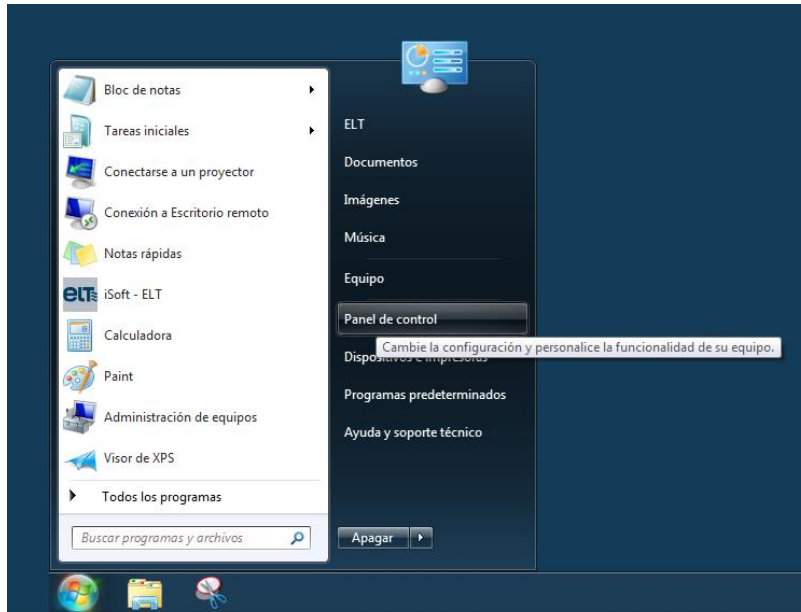 Bloc de notas
Tareas iniciales
Conectarse a un proyector
Conexión a Escritorio remoto
Notas rápidas
ELT iSoft - ELT
Calculadora
Paint
Administración de equipos
Visor de XPS
Todos los programas
Buscar programas y archivos
ELT
Documentos
Imágenes
Música
Equipo
Panel de control
Cambie la configuración y personalice la funcionalidad de su equipo.
Dispositivos e impresoras
Programas predeterminados
Ayuda y soporte técnico
Apagar